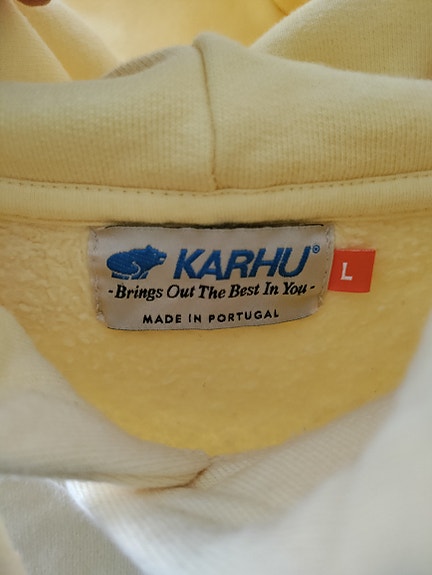 KARHU®
L
-Brings Out The Best In You-
MADE IN PORTUGAL